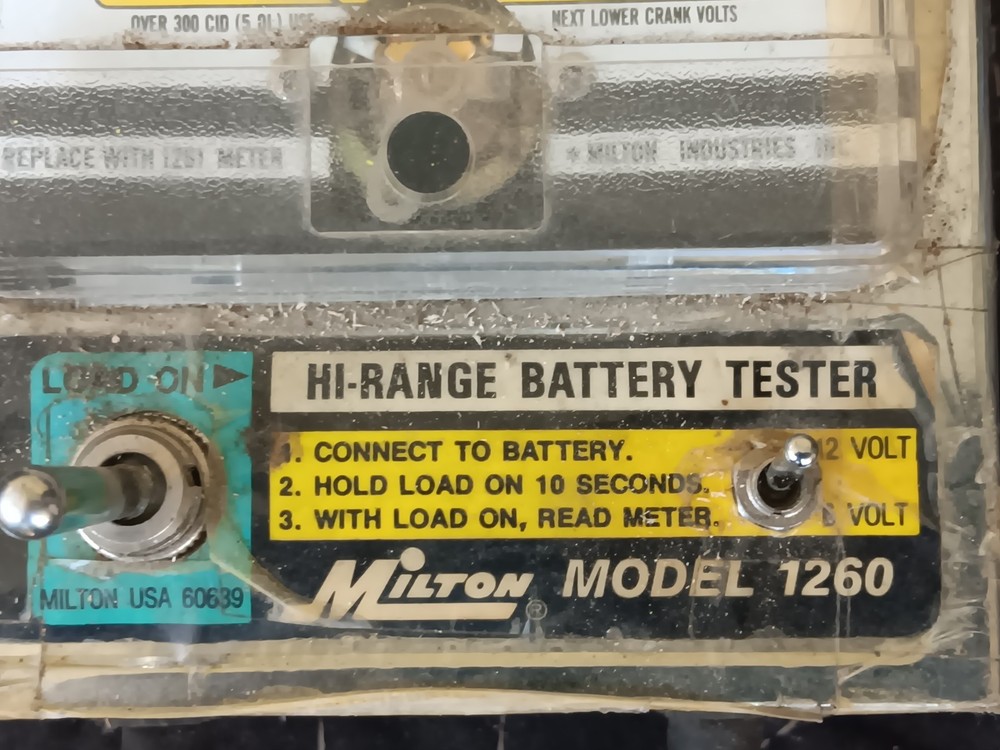 OVER 300 CID (5.0L) USE
NEXT LOWER CRANK VOLTS
REPLACE WITH 1261 METER
* MILTON INDUSTRIES INC
LOAD ON ▶
HI-RANGE BATTERY TESTER
1. CONNECT TO BATTERY.
2. HOLD LOAD ON 10 SECONDS.
3. WITH LOAD ON, READ METER.
12 VOLT
6 VOLT
MILTON USA 60639
MILTON ® MODEL 1260